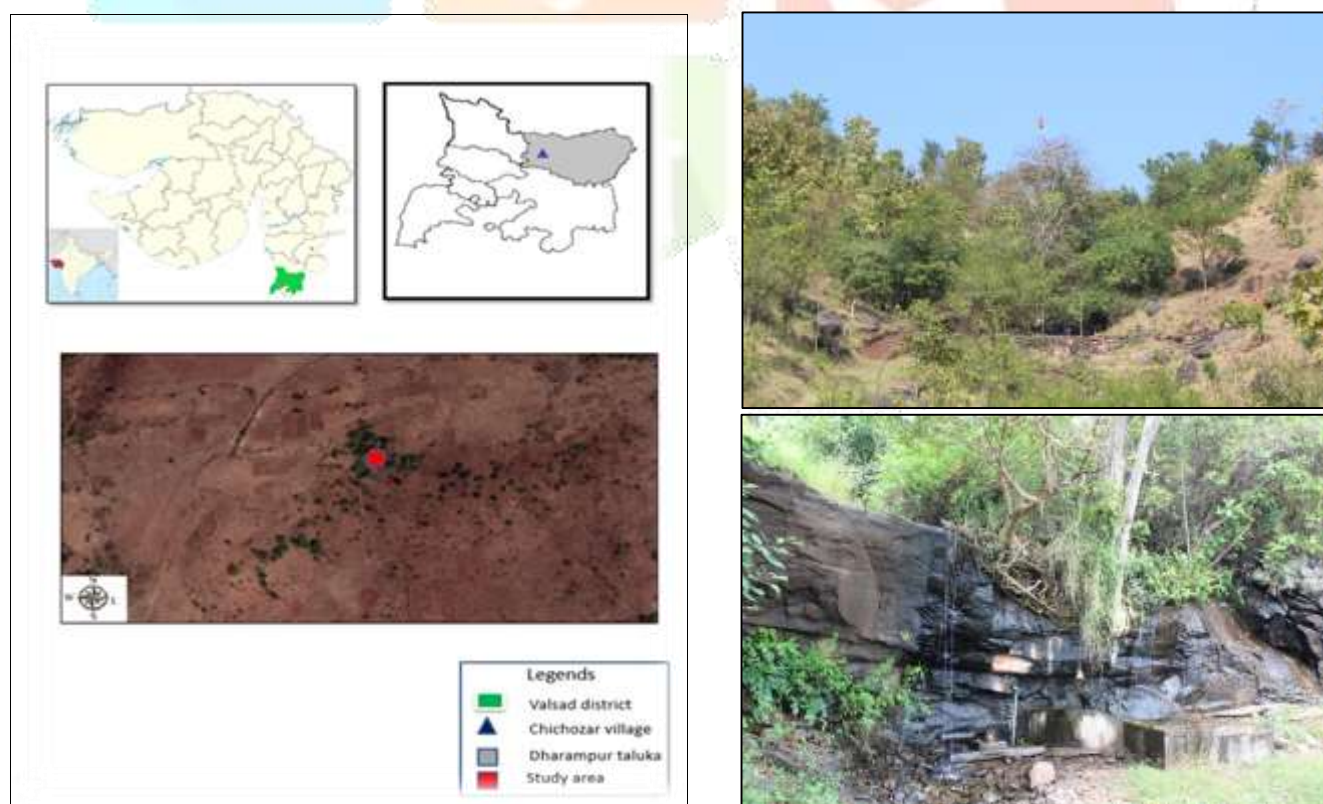 Legends
Valsad district
Chichozar village
Dharampur taluka
Study area